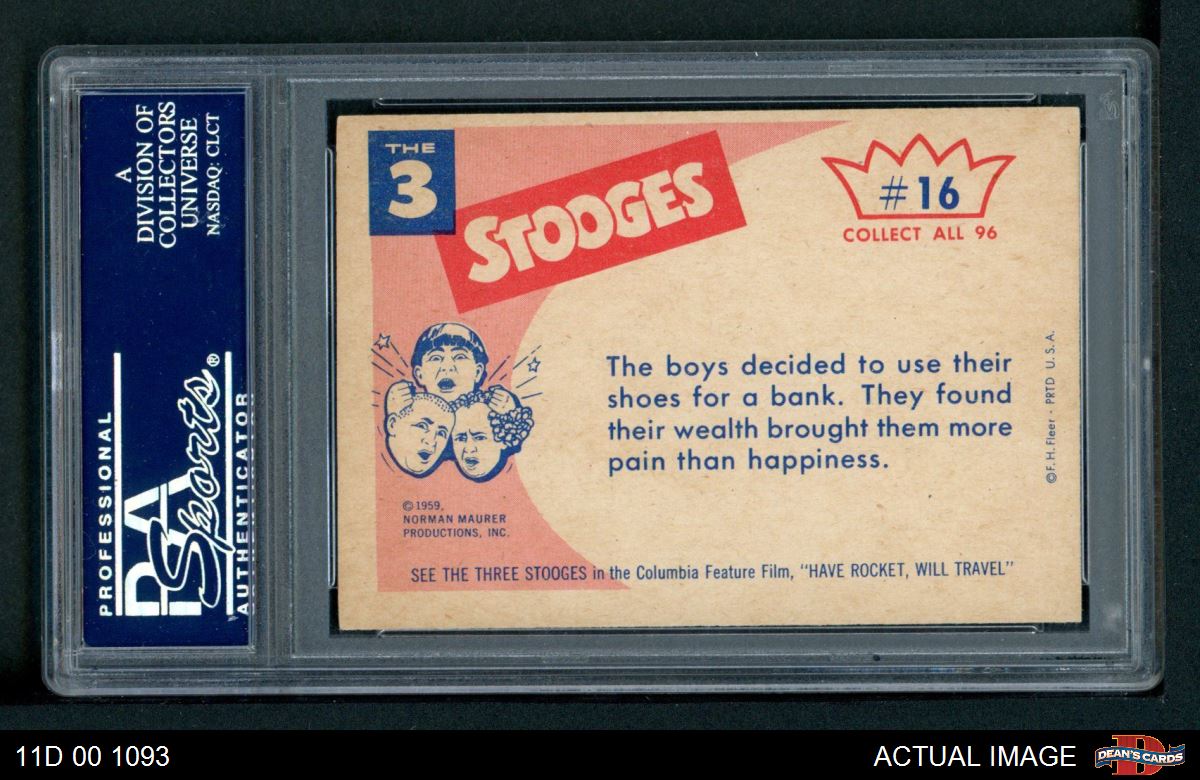 A
DIVISION OF
COLLECTORS
UNIVERSE
NASDAQ: CLCT
PROFESSIONAL
PSA
Sports®
AUTHENTICATOR
THE
3
STOOGES
#16
COLLECT ALL 96
The boys decided to use their
shoes for a bank. They found
their wealth brought them more
pain than happiness.
© F. H. Fleer · PRTD U. S. A.
© 1959,
NORMAN MAURER
PRODUCTIONS, INC.
SEE THE THREE STOOGES in the Columbia Feature Film, "HAVE ROCKET, WILL TRAVEL"
11D 00 1093
ACTUAL IMAGE
D
DEAN'S CARDS